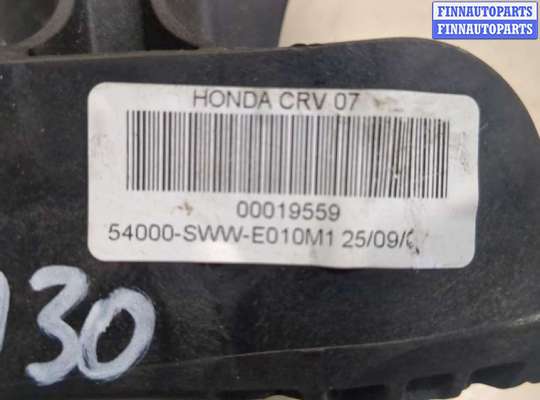 FINNAUTOPARTS
FINNAUTOPARTS
HONDA CRV 07
00019559
54000-SWW-E010M1 25/09/
30